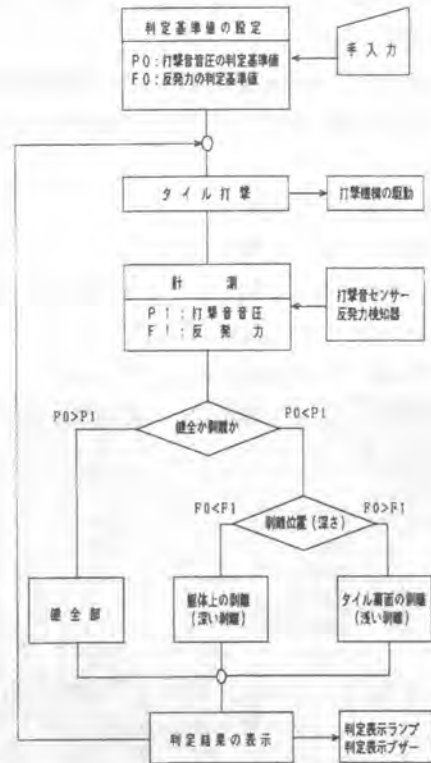 判定基準値の設定
P0:打撃音音圧の判定基準値
F0:反発力の判定基準値
手入力
タイル打撃
打撃機構の駆動
計測
P1:打撃音音圧
F1:反発力
打撃音センサー
反発力検知器
P0>P1
健全か剥離か
P0<P1
F0<F1
剥離位置(深さ)
F0>F1
健全部
躯体上の剥離
(深い剥離)
タイル裏面の剥離
(浅い剥離)
判定結果の表示
判定表示ランプ
判定表示ブザー